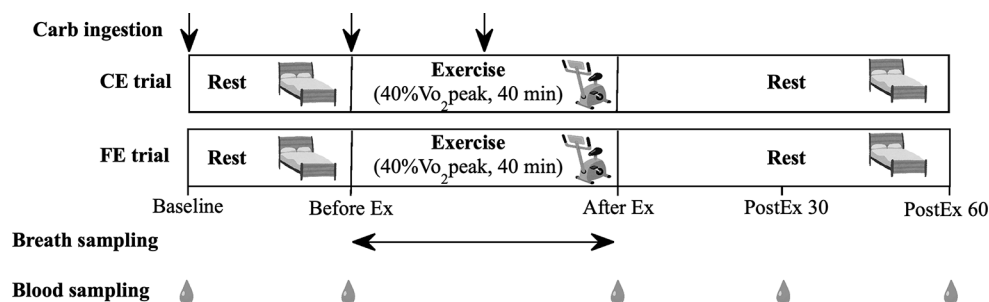 Carb ingestion
CE trial
Rest
Exercise
(40%Vo2peak, 40 min)
Rest
FE trial
Rest
Exercise
(40%Vo2peak, 40 min)
Rest
Baseline
Before Ex
After Ex
PostEx 30
PostEx 60
Breath sampling
Blood sampling